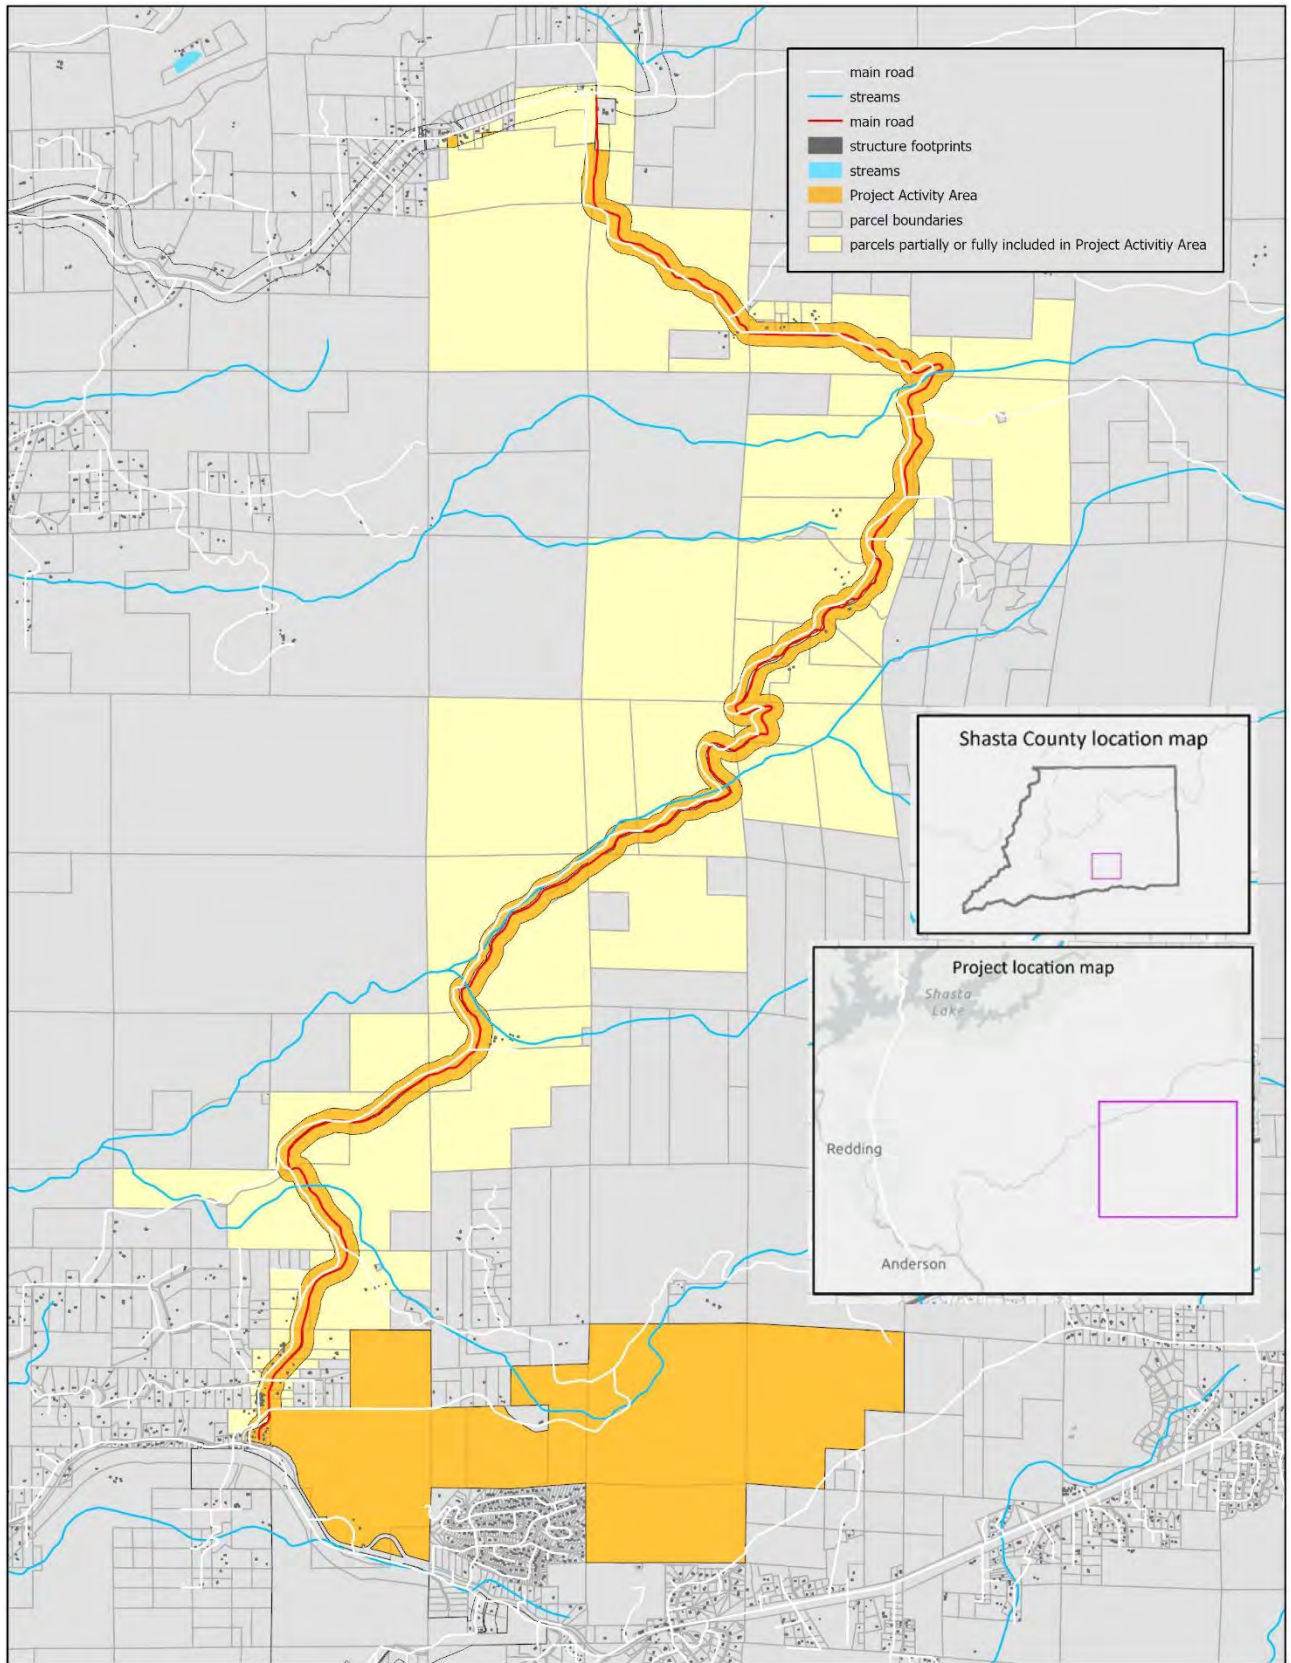 main road
streams
main road
structure footprints
streams
Project Activity Area
parcel boundaries
parcels partially or fully included in Project Activitiy Area
Shasta County location map
Project location map
Shasta
Lake
Redding
Anderson